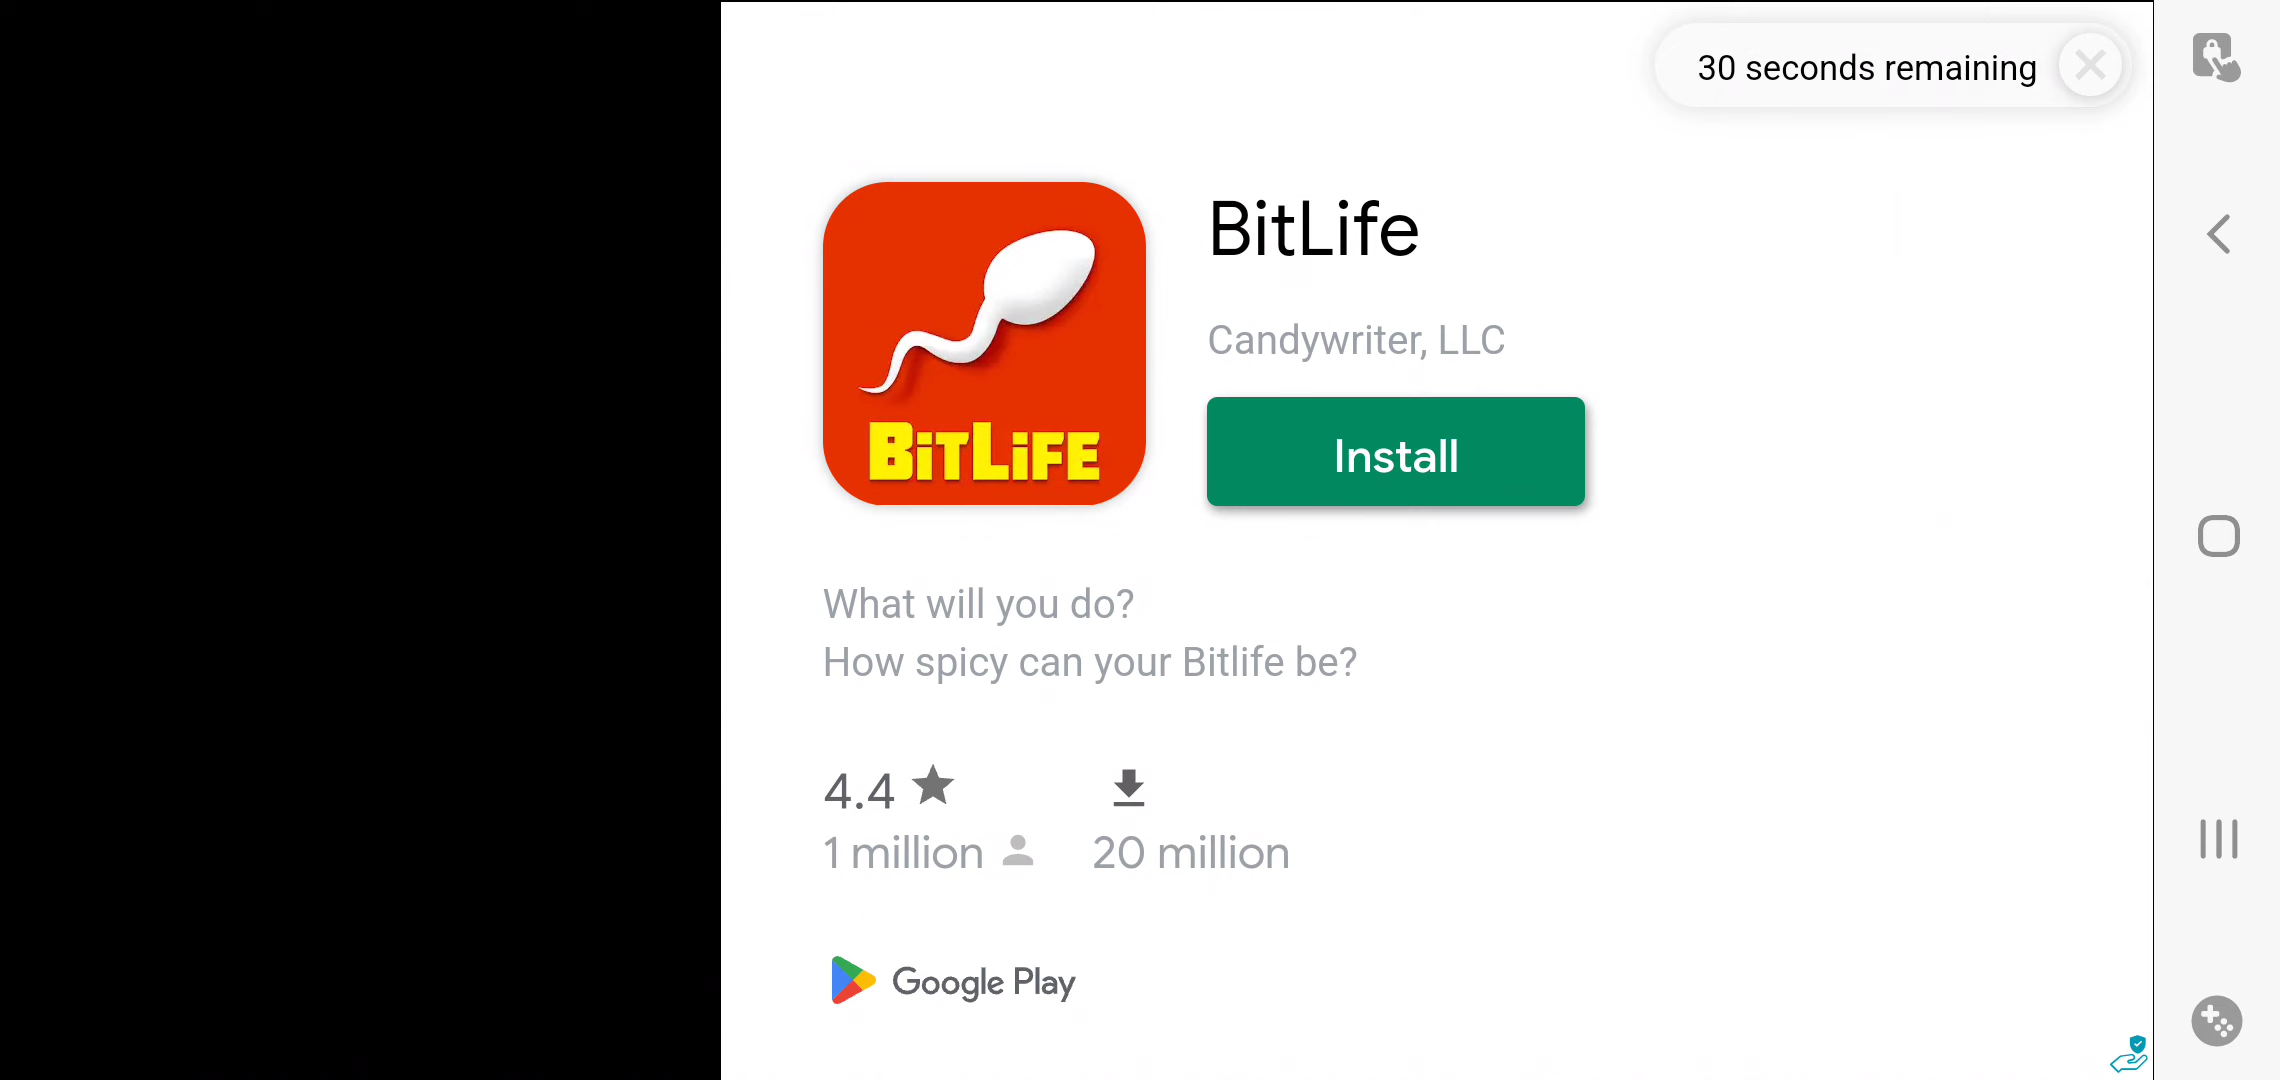 30 seconds remaining
BitLife
Candywriter, LLC
BiTLiFE
Install
What will you do?
How spicy can your Bitlife be?
4.4
1 million
20 million
Google Play